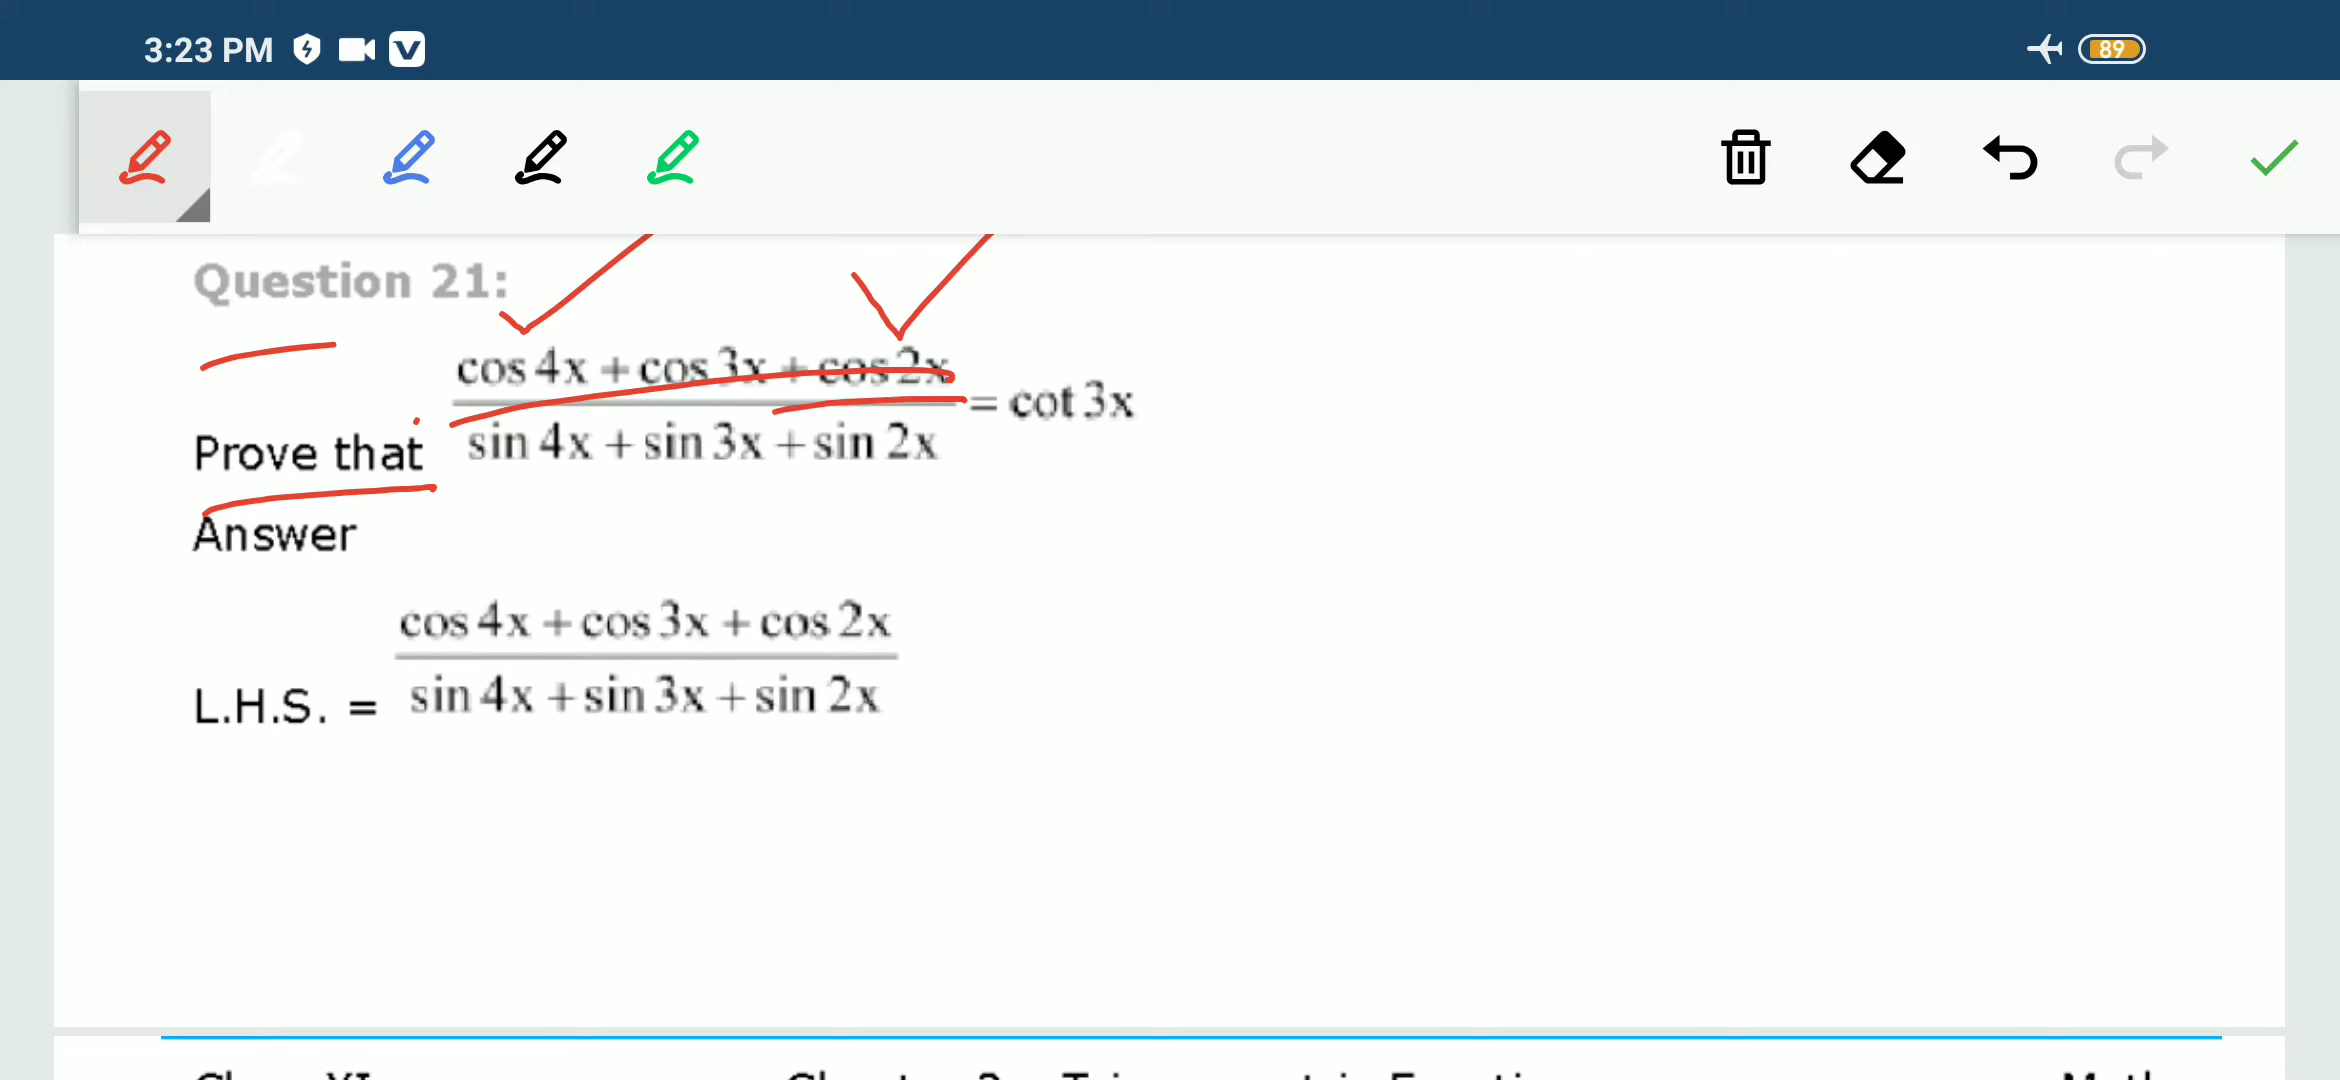 3:23 PM
89
Question 21:
cos 4x + cos 3x + cos 2x
= cot 3x
sin 4x + sin 3x + sin 2x
Prove that
Answer
cos 4x + cos 3x + cos 2x
L.H.S. =
sin 4x + sin 3x + sin 2x